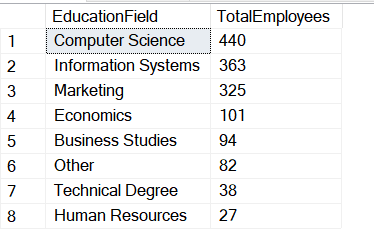 EducationField TotalEmployees
1 Computer Science 440
2 Information Systems 363
3 Marketing 325
4 Economics 101
5 Business Studies 94
6 Other 82
7 Technical Degree 38
8 Human Resources 27